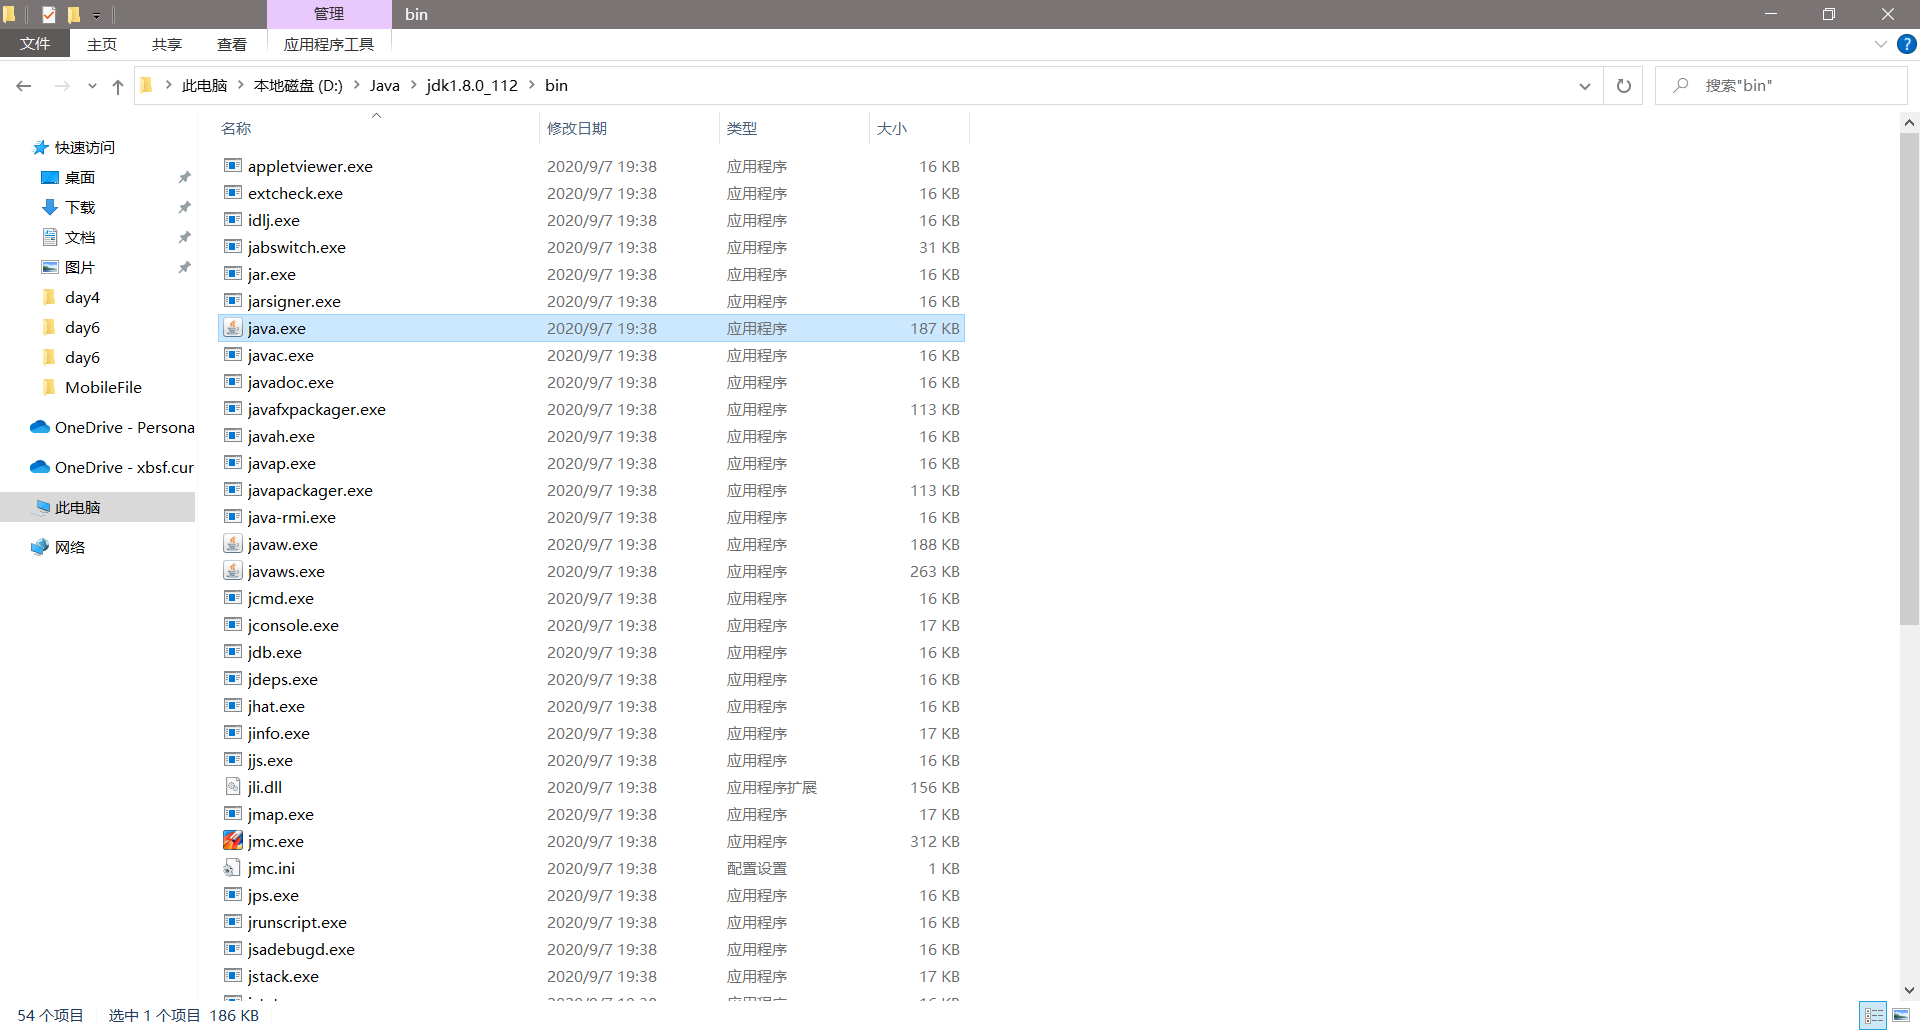 管理
bin
文件
主页
共享
查看
应用程序工具
此电脑 本地磁盘 (D:) Java jdk1.8.0_112 bin
搜索"bin"
快速访问
桌面
下载
文档
图片
day4
day6
day6
MobileFile
OneDrive - Persona
OneDrive - xbsf.cur
此电脑
网络
名称 修改日期 类型 大小
appletviewer.exe 2020/9/7 19:38 应用程序 16 KB
extcheck.exe 2020/9/7 19:38 应用程序 16 KB
idlj.exe 2020/9/7 19:38 应用程序 16 KB
jabswitch.exe 2020/9/7 19:38 应用程序 31 KB
jar.exe 2020/9/7 19:38 应用程序 16 KB
jarsigner.exe 2020/9/7 19:38 应用程序 16 KB
java.exe 2020/9/7 19:38 应用程序 187 KB
javac.exe 2020/9/7 19:38 应用程序 16 KB
javadoc.exe 2020/9/7 19:38 应用程序 16 KB
javafxpackager.exe 2020/9/7 19:38 应用程序 113 KB
javah.exe 2020/9/7 19:38 应用程序 16 KB
javap.exe 2020/9/7 19:38 应用程序 16 KB
javapackager.exe 2020/9/7 19:38 应用程序 113 KB
java-rmi.exe 2020/9/7 19:38 应用程序 16 KB
javaw.exe 2020/9/7 19:38 应用程序 188 KB
javaws.exe 2020/9/7 19:38 应用程序 263 KB
jcmd.exe 2020/9/7 19:38 应用程序 16 KB
jconsole.exe 2020/9/7 19:38 应用程序 17 KB
jdb.exe 2020/9/7 19:38 应用程序 16 KB
jdeps.exe 2020/9/7 19:38 应用程序 16 KB
jhat.exe 2020/9/7 19:38 应用程序 16 KB
jinfo.exe 2020/9/7 19:38 应用程序 17 KB
jjs.exe 2020/9/7 19:38 应用程序 16 KB
jli.dll 2020/9/7 19:38 应用程序扩展 156 KB
jmap.exe 2020/9/7 19:38 应用程序 17 KB
jmc.exe 2020/9/7 19:38 应用程序 312 KB
jmc.ini 2020/9/7 19:38 配置设置 1 KB
jps.exe 2020/9/7 19:38 应用程序 16 KB
jrunscript.exe 2020/9/7 19:38 应用程序 16 KB
jsadebugd.exe 2020/9/7 19:38 应用程序 16 KB
jstack.exe 2020/9/7 19:38 应用程序 17 KB
54 个项目 选中 1 个项目 186 KB